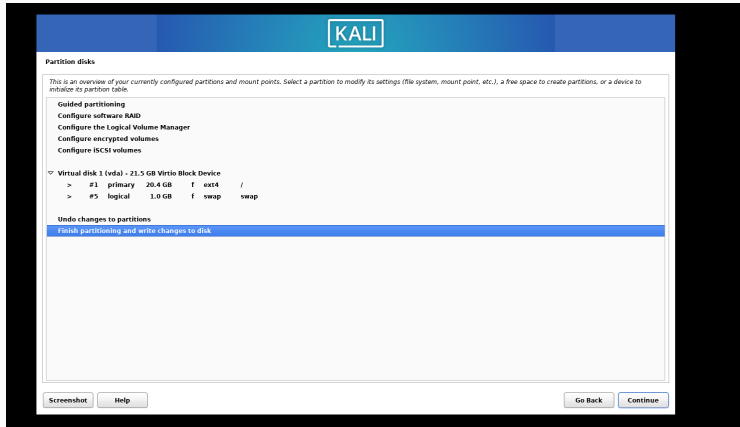 KALI
Partition disks
This is an overview of your currently configured partitions and mount points. Select a partition to modify its settings (file system, mount point, etc.), a free space to create partitions, or a device to
initialize its partition table.
Guided partitioning
Configure software RAID
Configure the Logical Volume Manager
Configure encrypted volumes
Configure iSCSI volumes
Virtual disk 1 (vda) - 21.5 GB Virtio Block Device
> #1 primary 20.4 GB f ext4 /
> #5 logical 1.0 GB f swap swap
Undo changes to partitions
Finish partitioning and write changes to disk
Screenshot Help Go Back Continue